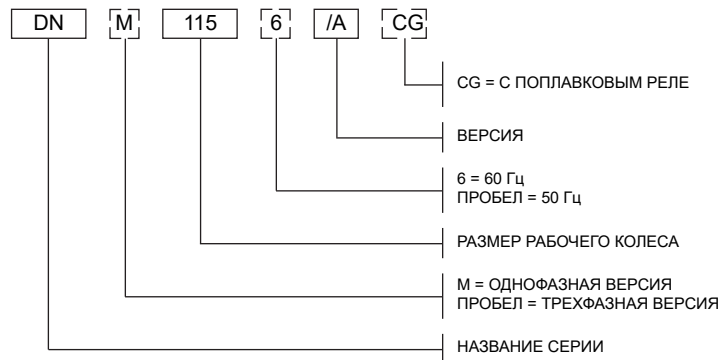 DN M 115 6 /A CG
CG = С ПОПЛАВКОВЫМ РЕЛЕ
ВЕРСИЯ
6 = 60 Гц
ПРОБЕЛ = 50 Гц
РАЗМЕР РАБОЧЕГО КОЛЕСА
М = ОДНОФАЗНАЯ ВЕРСИЯ
ПРОБЕЛ = ТРЕХФАЗНАЯ ВЕРСИЯ
НАЗВАНИЕ СЕРИИ